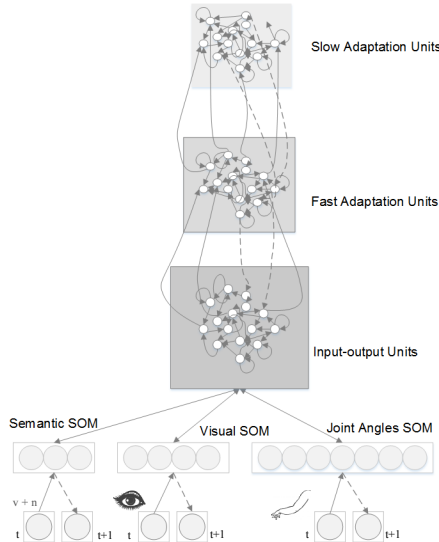 Slow Adaptation Units
Fast Adaptation Units
Input-output Units
Semantic SOM
Visual SOM
Joint Angles SOM
v + n
t
t+1
t
t+1
t
t+1